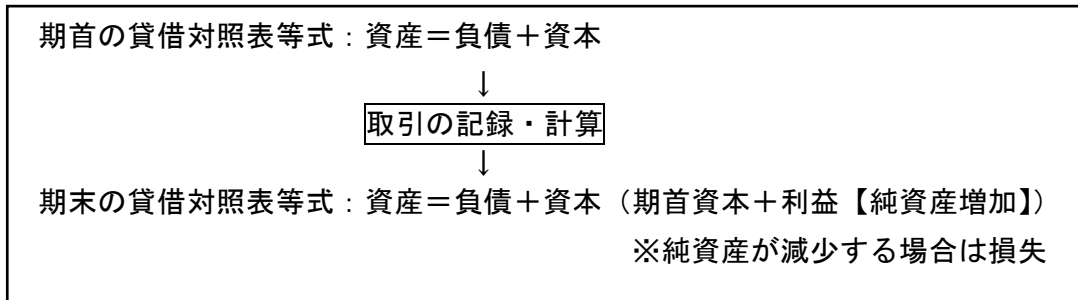 期首の貸借対照表等式：資産＝負債＋資本
↓
取引の記録・計算
↓
期末の貸借対照表等式：資産＝負債＋資本（期首資本＋利益【純資産増加】）
※純資産が減少する場合は損失